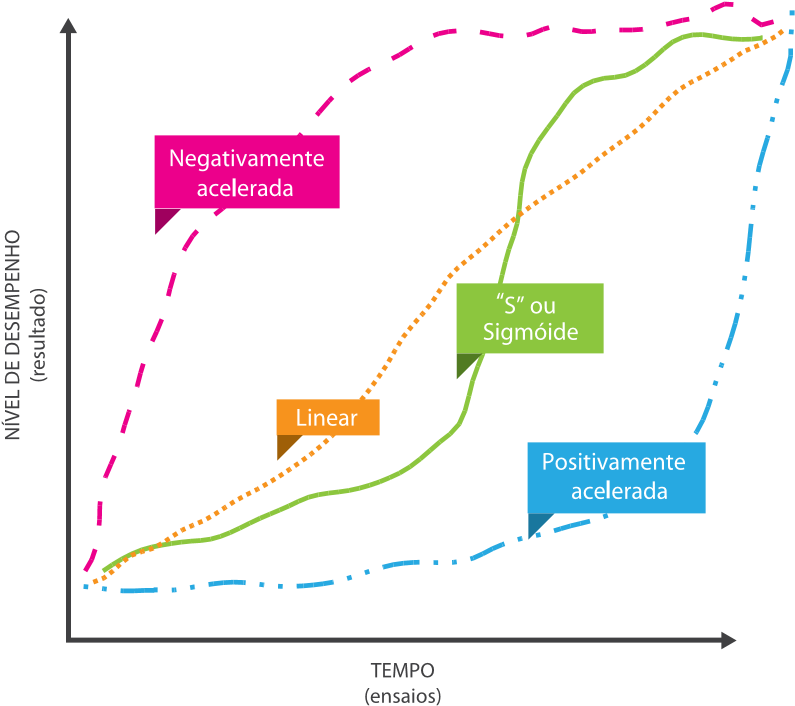 Negativamente
acelerada
"S" ou
Sigmóide
Linear
Positivamente
acelerada
NÍVEL DE DESEMPENHO
(resultado)
TEMPO
(ensaios)